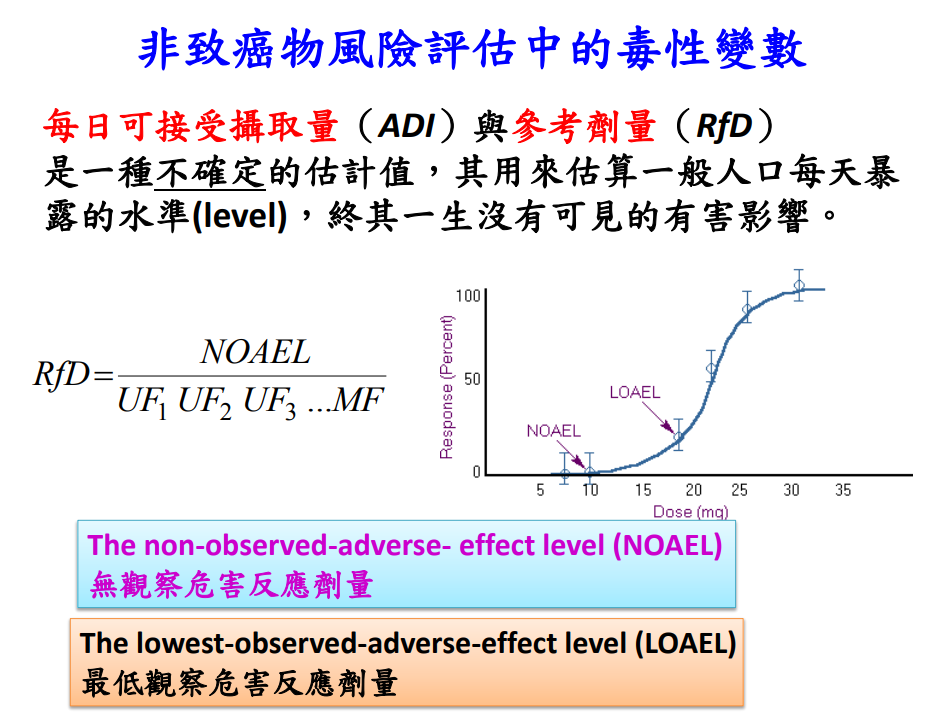 非致癌物風險評估中的毒性變數
每日可接受攝取量（ADI）與參考劑量（RfD）
是一種不確定的估計值，其用來估算一般人口每天暴
露的水準(level)，終其一生沒有可見的有害影響。
RfD = NOAEL / UF1 UF2 UF3 ...MF
Response (Percent)
100
50
0
LOAEL
NOAEL
5 10 15 20 25 30 35
Dose (mg)
The non-observed-adverse- effect level (NOAEL)
無觀察危害反應劑量
The lowest-observed-adverse-effect level (LOAEL)
最低觀察危害反應劑量